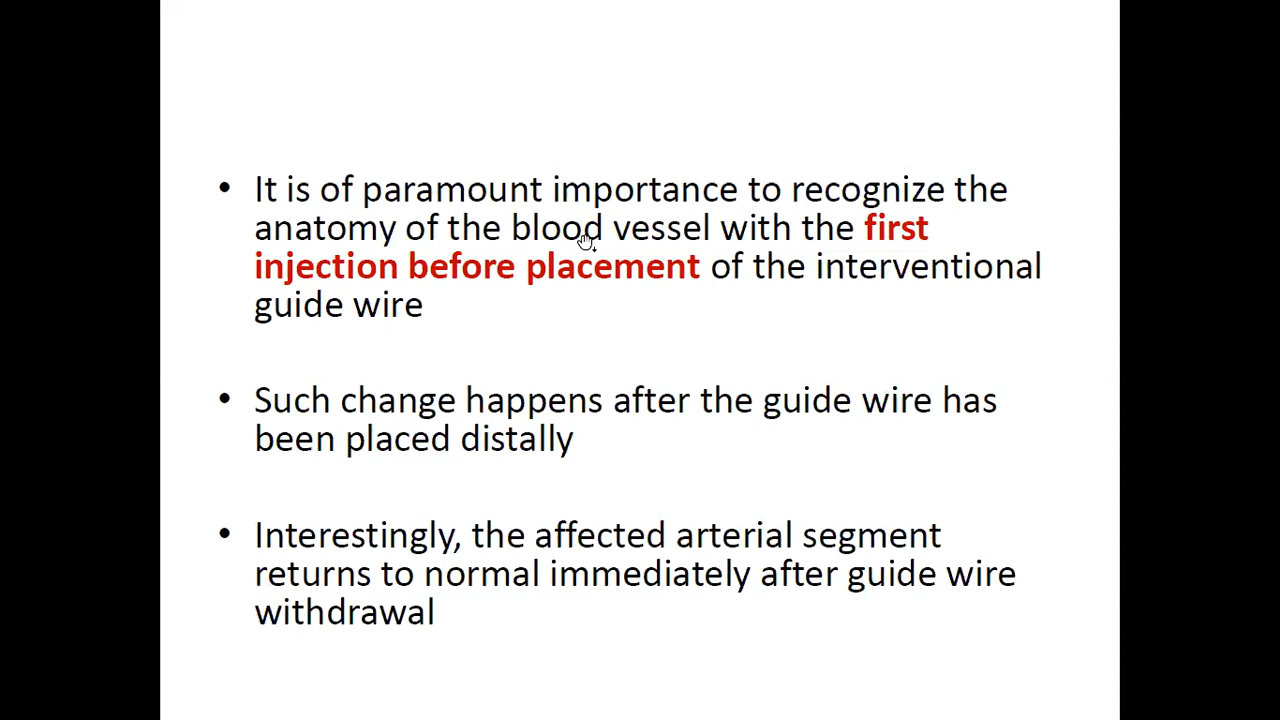 • It is of paramount importance to recognize the
anatomy of the blood vessel with the first
injection before placement of the interventional
guide wire
• Such change happens after the guide wire has
been placed distally
• Interestingly, the affected arterial segment
returns to normal immediately after guide wire
withdrawal